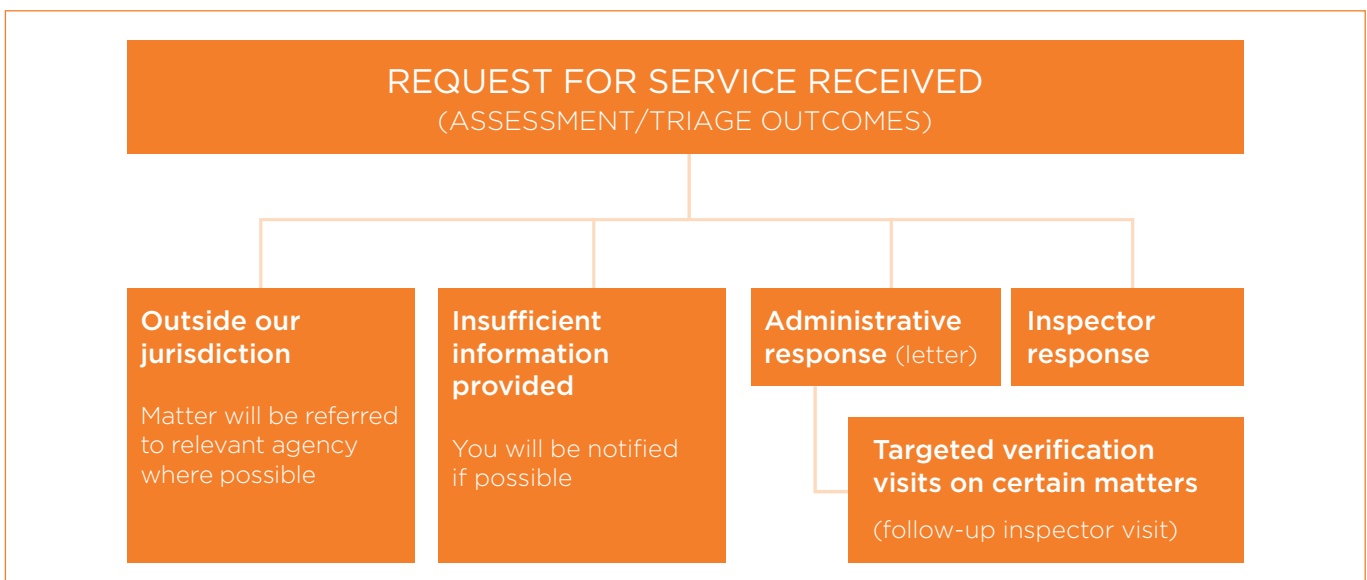 REQUEST FOR SERVICE RECEIVED
(ASSESSMENT/TRIAGE OUTCOMES)
Outside our
jurisdiction
Matter will be referred
to relevant agency
where possible
Insufficient
information
provided
You will be notified
if possible
Administrative
response (letter)
Inspector
response
Targeted verification
visits on certain matters
(follow-up inspector visit)